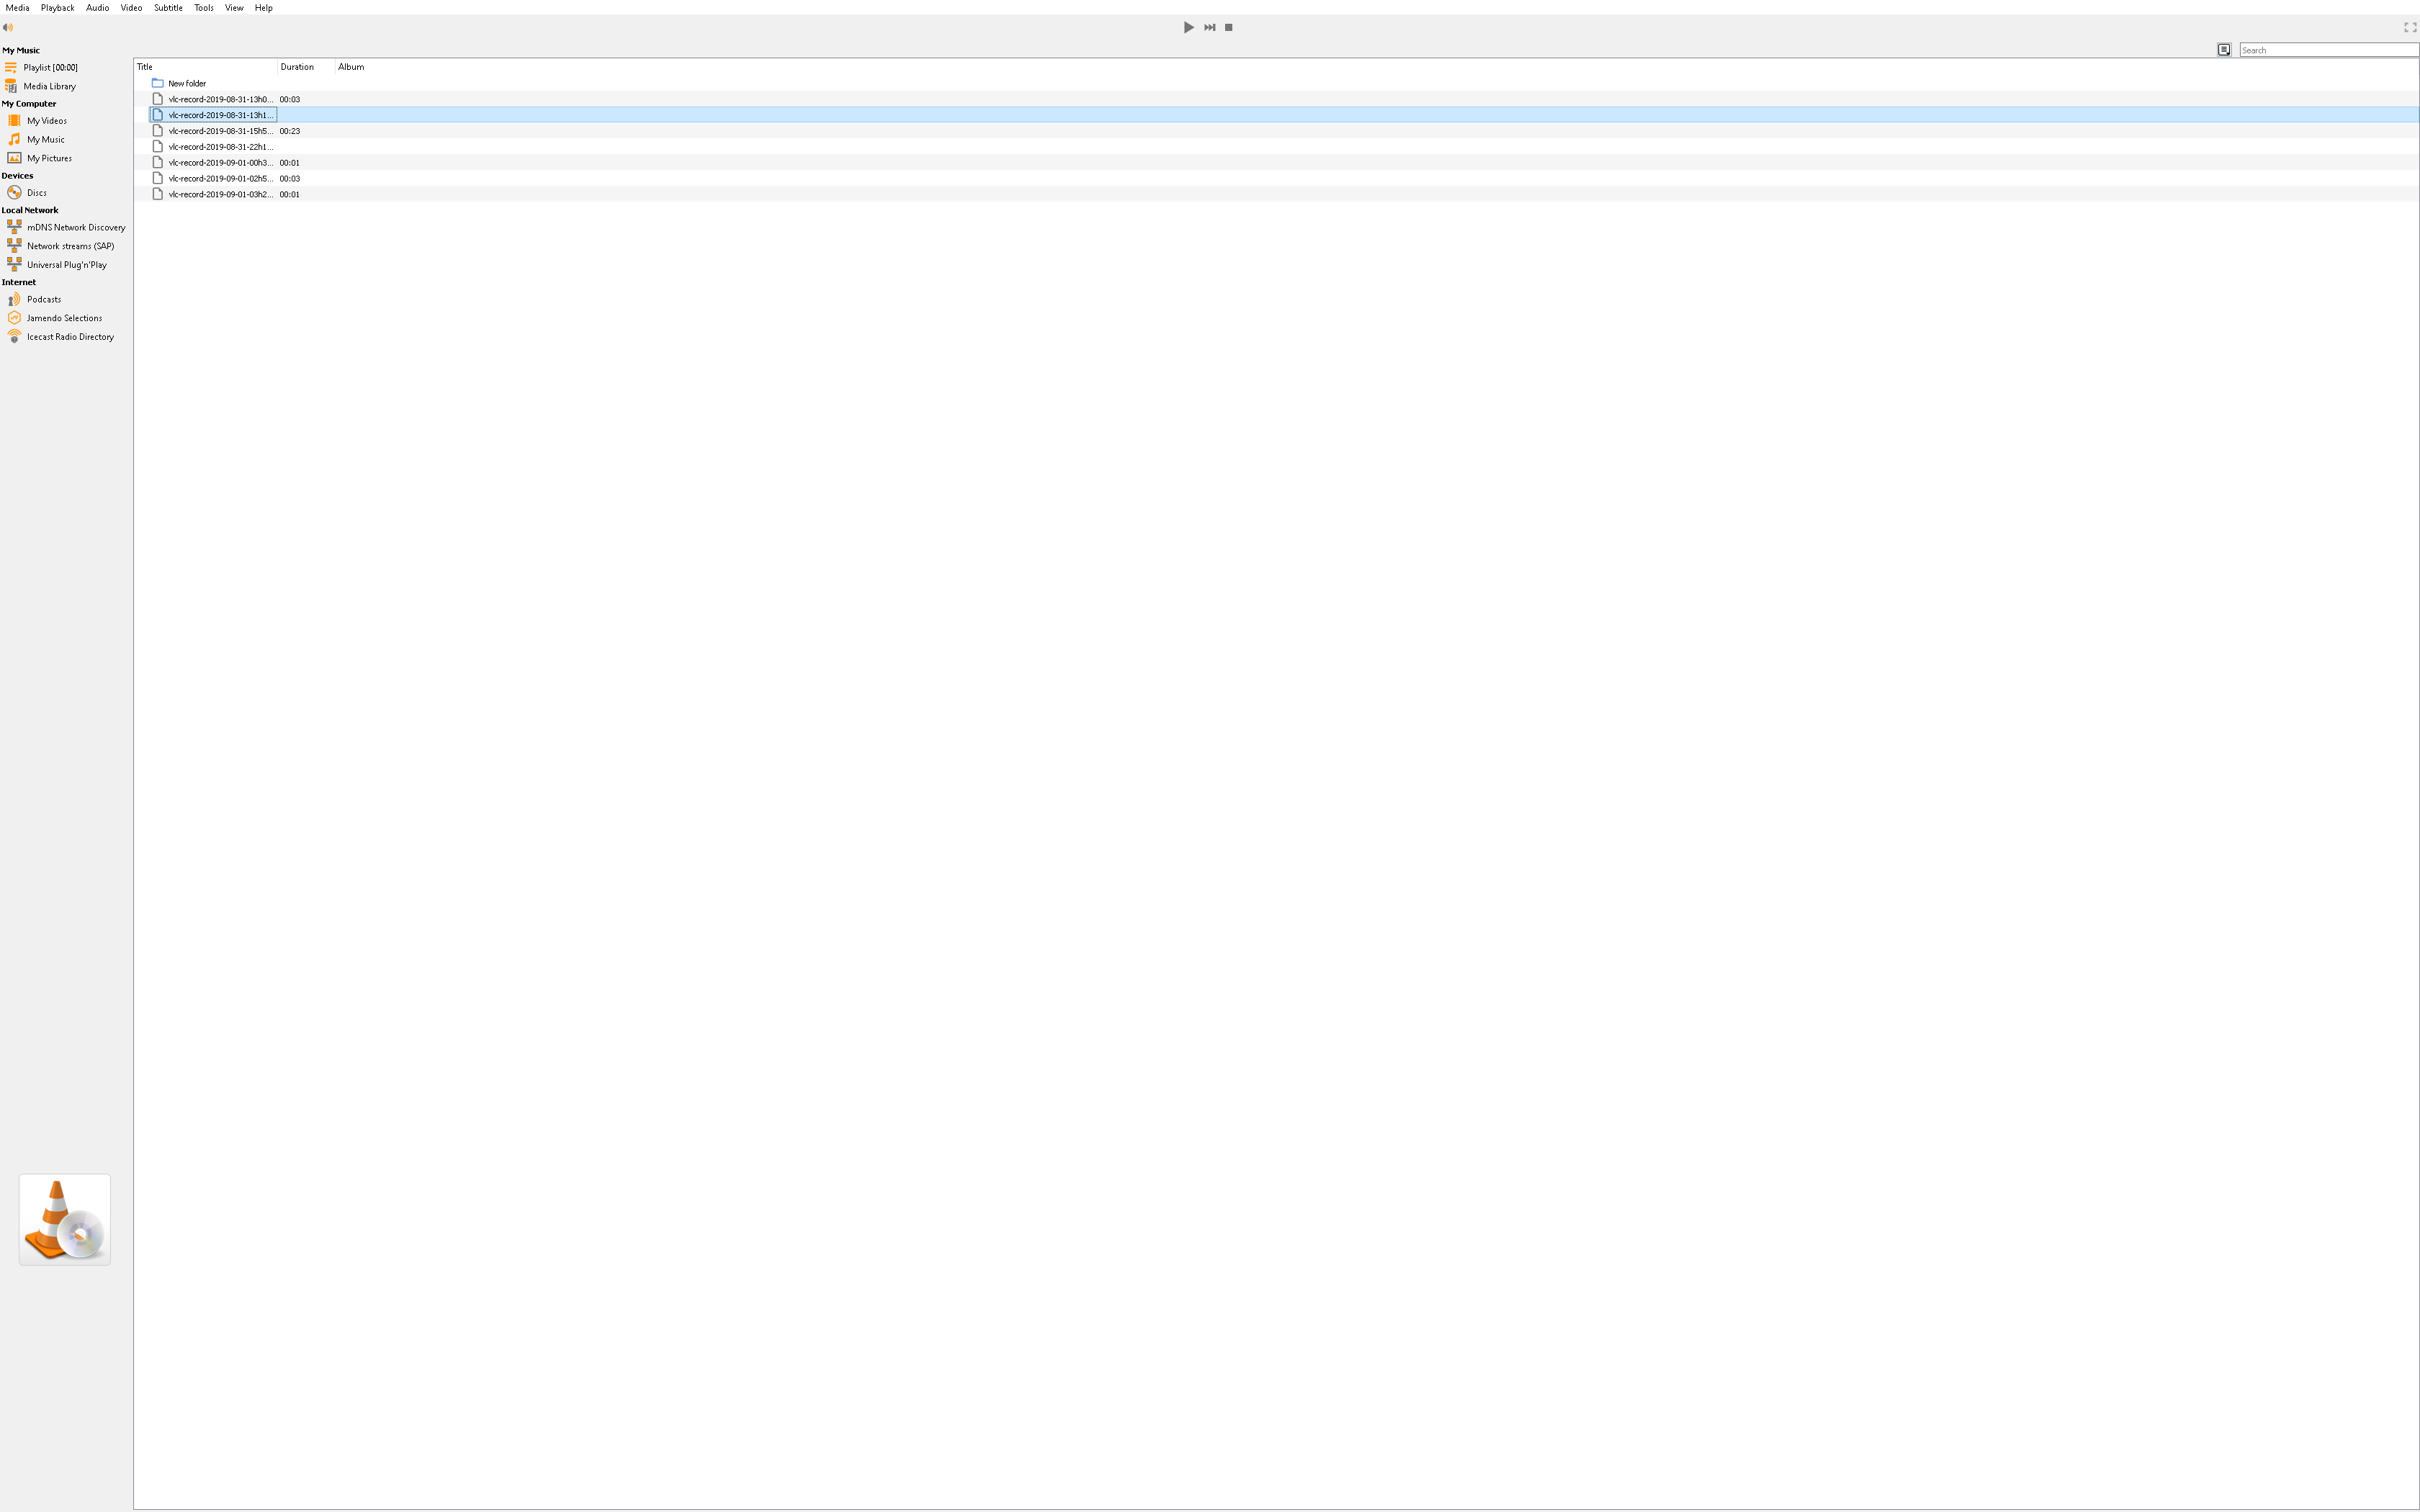 Media Playback Audio Video Subtitle Tools View Help
Search
My Music
Playlist [00:00]
Media Library
My Computer
My Videos
My Music
My Pictures
Devices
Discs
Local Network
mDNS Network Discovery
Network streams (SAP)
Universal Plug'n'Play
Internet
Podcasts
Jamendo Selections
Icecast Radio Directory
Title Duration Album
New folder
vlc-record-2019-08-31-13h0... 00:03
vlc-record-2019-08-31-13h1...
vlc-record-2019-08-31-15h5... 00:23
vlc-record-2019-08-31-22h1...
vlc-record-2019-09-01-00h3... 00:01
vlc-record-2019-09-01-02h5... 00:03
vlc-record-2019-09-01-03h2... 00:01